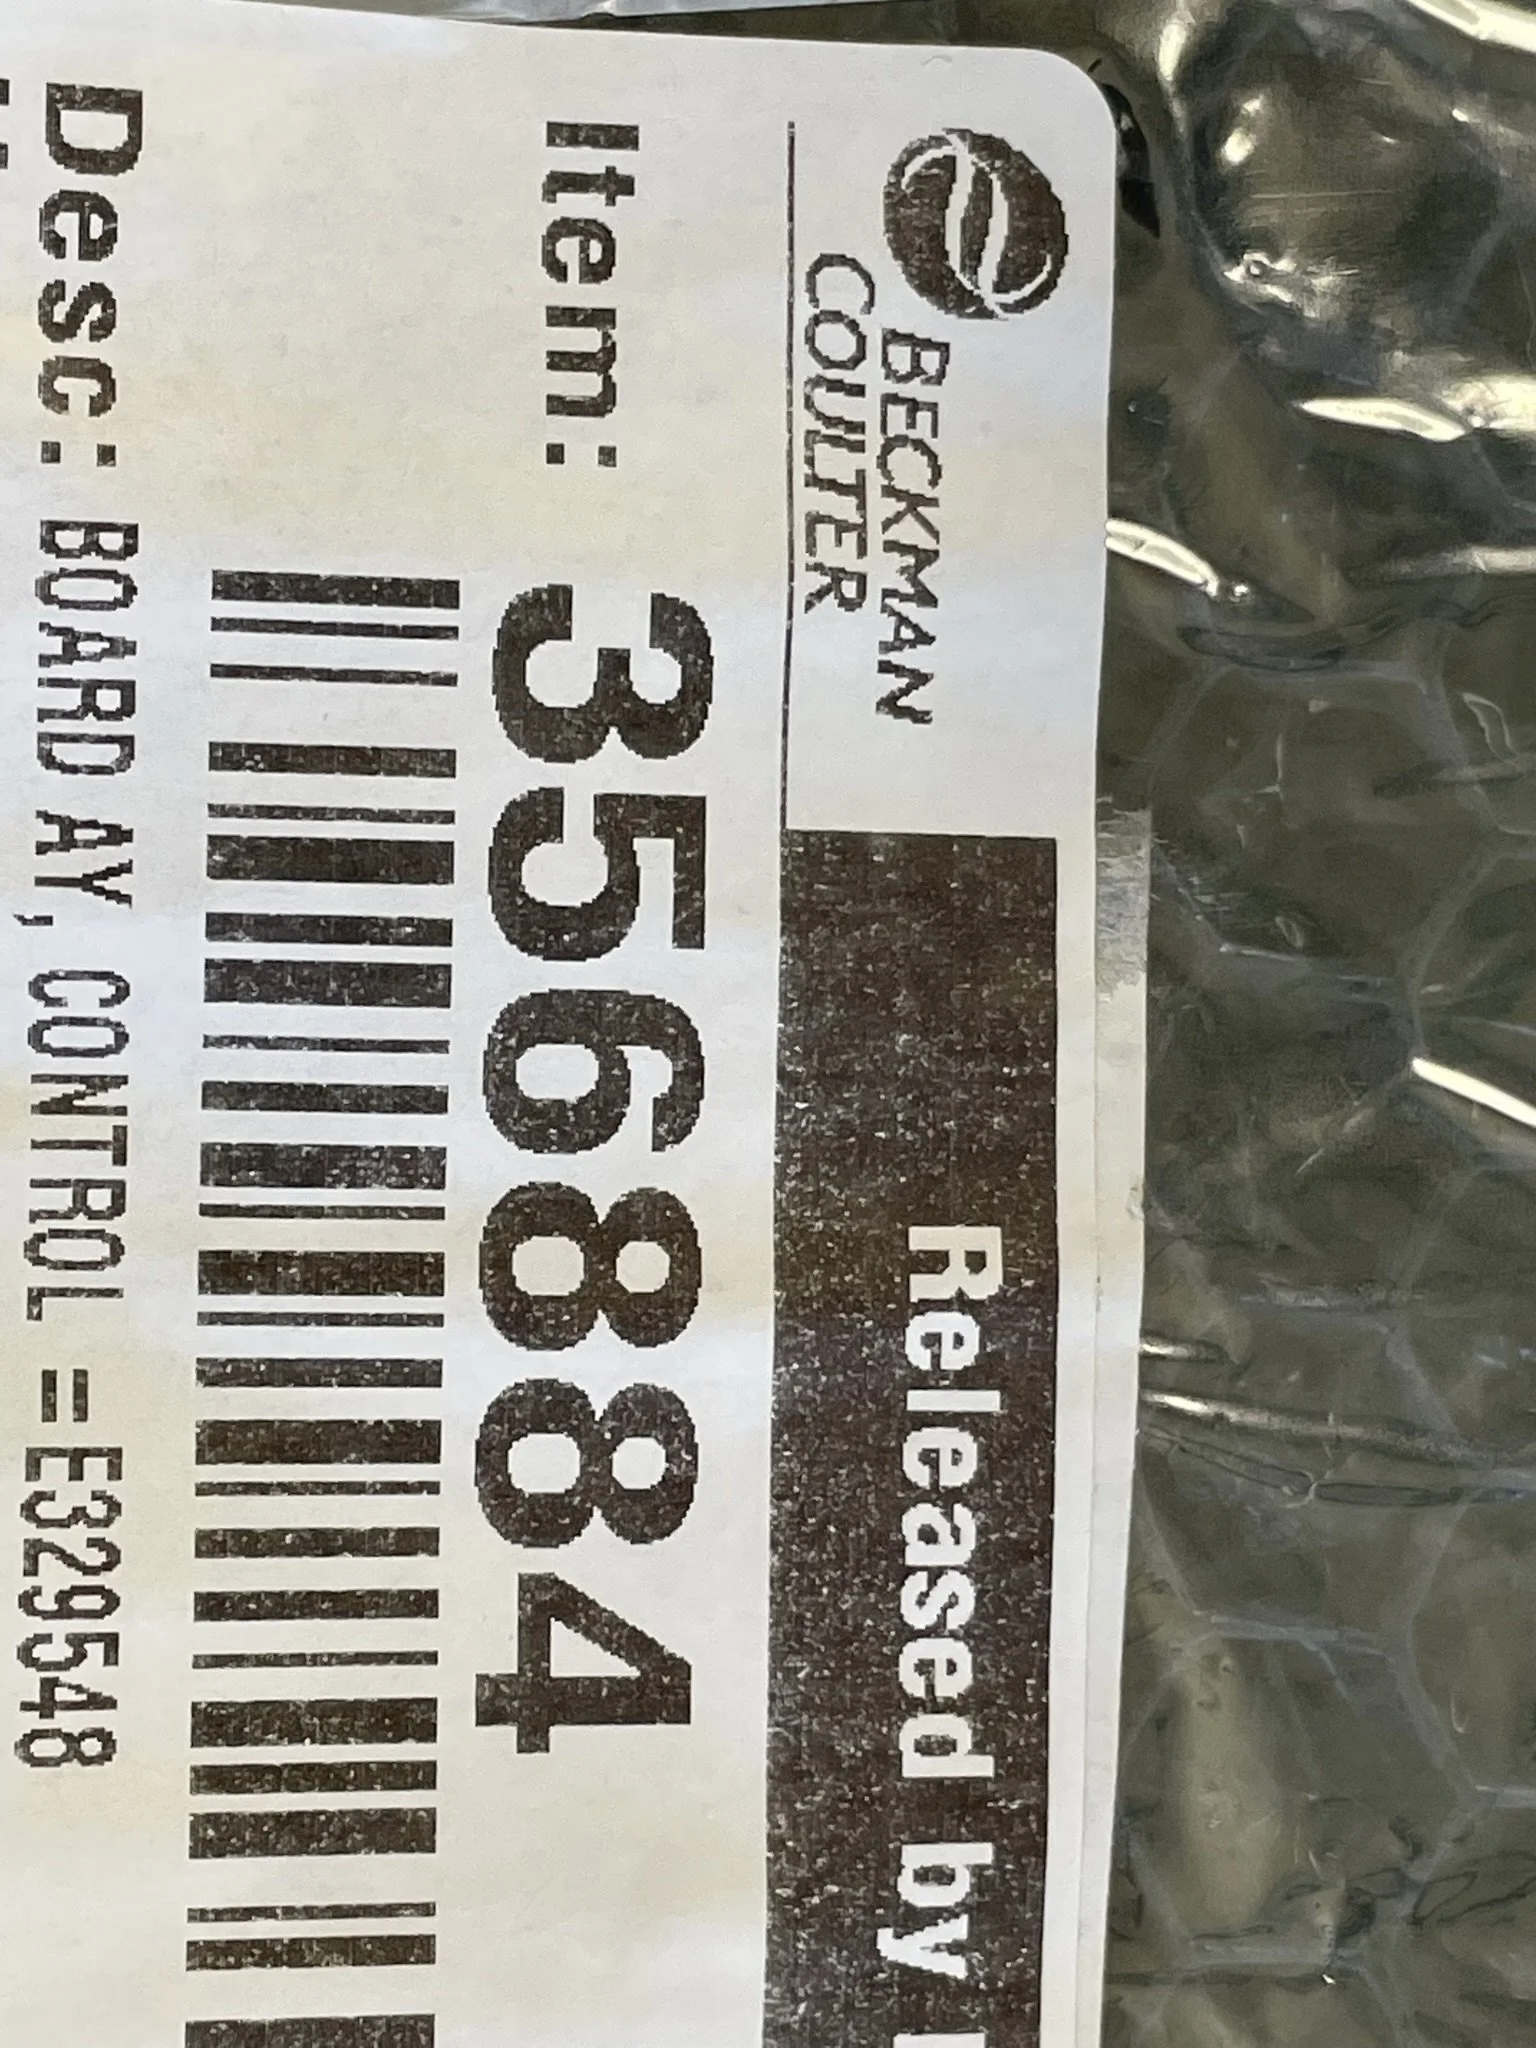 BECKMAN
COULTER
Released by
Item: 356884
Desc: BOARD AY, CONTROL =E329548